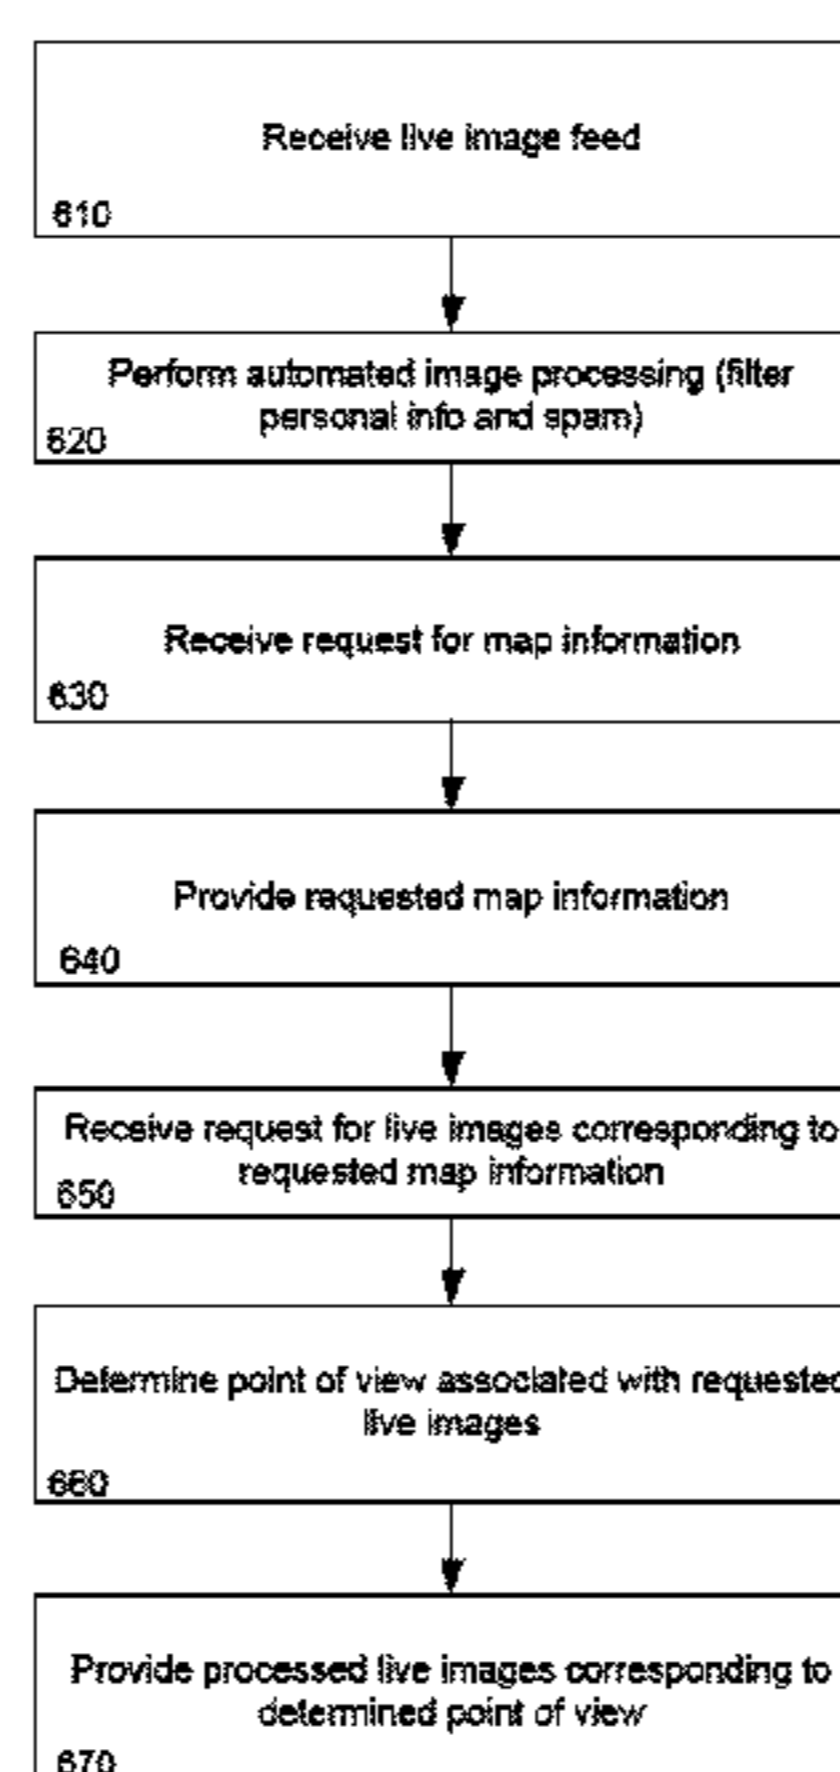 Receive live image feed
610
Perform automated image processing (filter
personal info and spam)
620
Receive request for map information
630
Provide requested map information
640
Receive request for live images corresponding to
requested map information
650
Determine point of view associated with requested
live images
660
Provide processed live images corresponding to
determined point of view
670